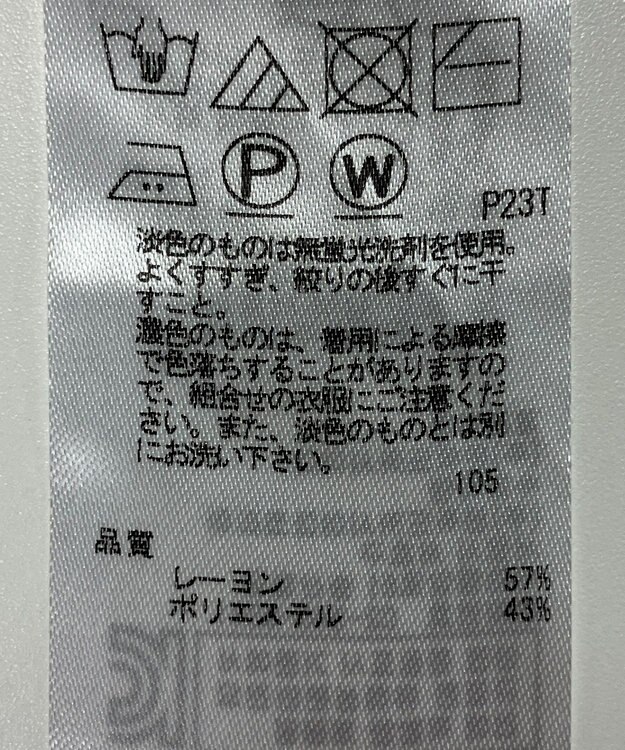 P
W
P23T
淡色のものは無蛍光洗剤を使用。
よくすすぎ、絞りの後すぐに干
すこと。
濃色のものは、着用による摩擦
で色落ちすることがありますの
で、組合せの衣服にご注意くだ
さい。また、淡色のものとは別
にお洗い下さい。
105
品質
レーヨン 57%
ポリエステル 43%